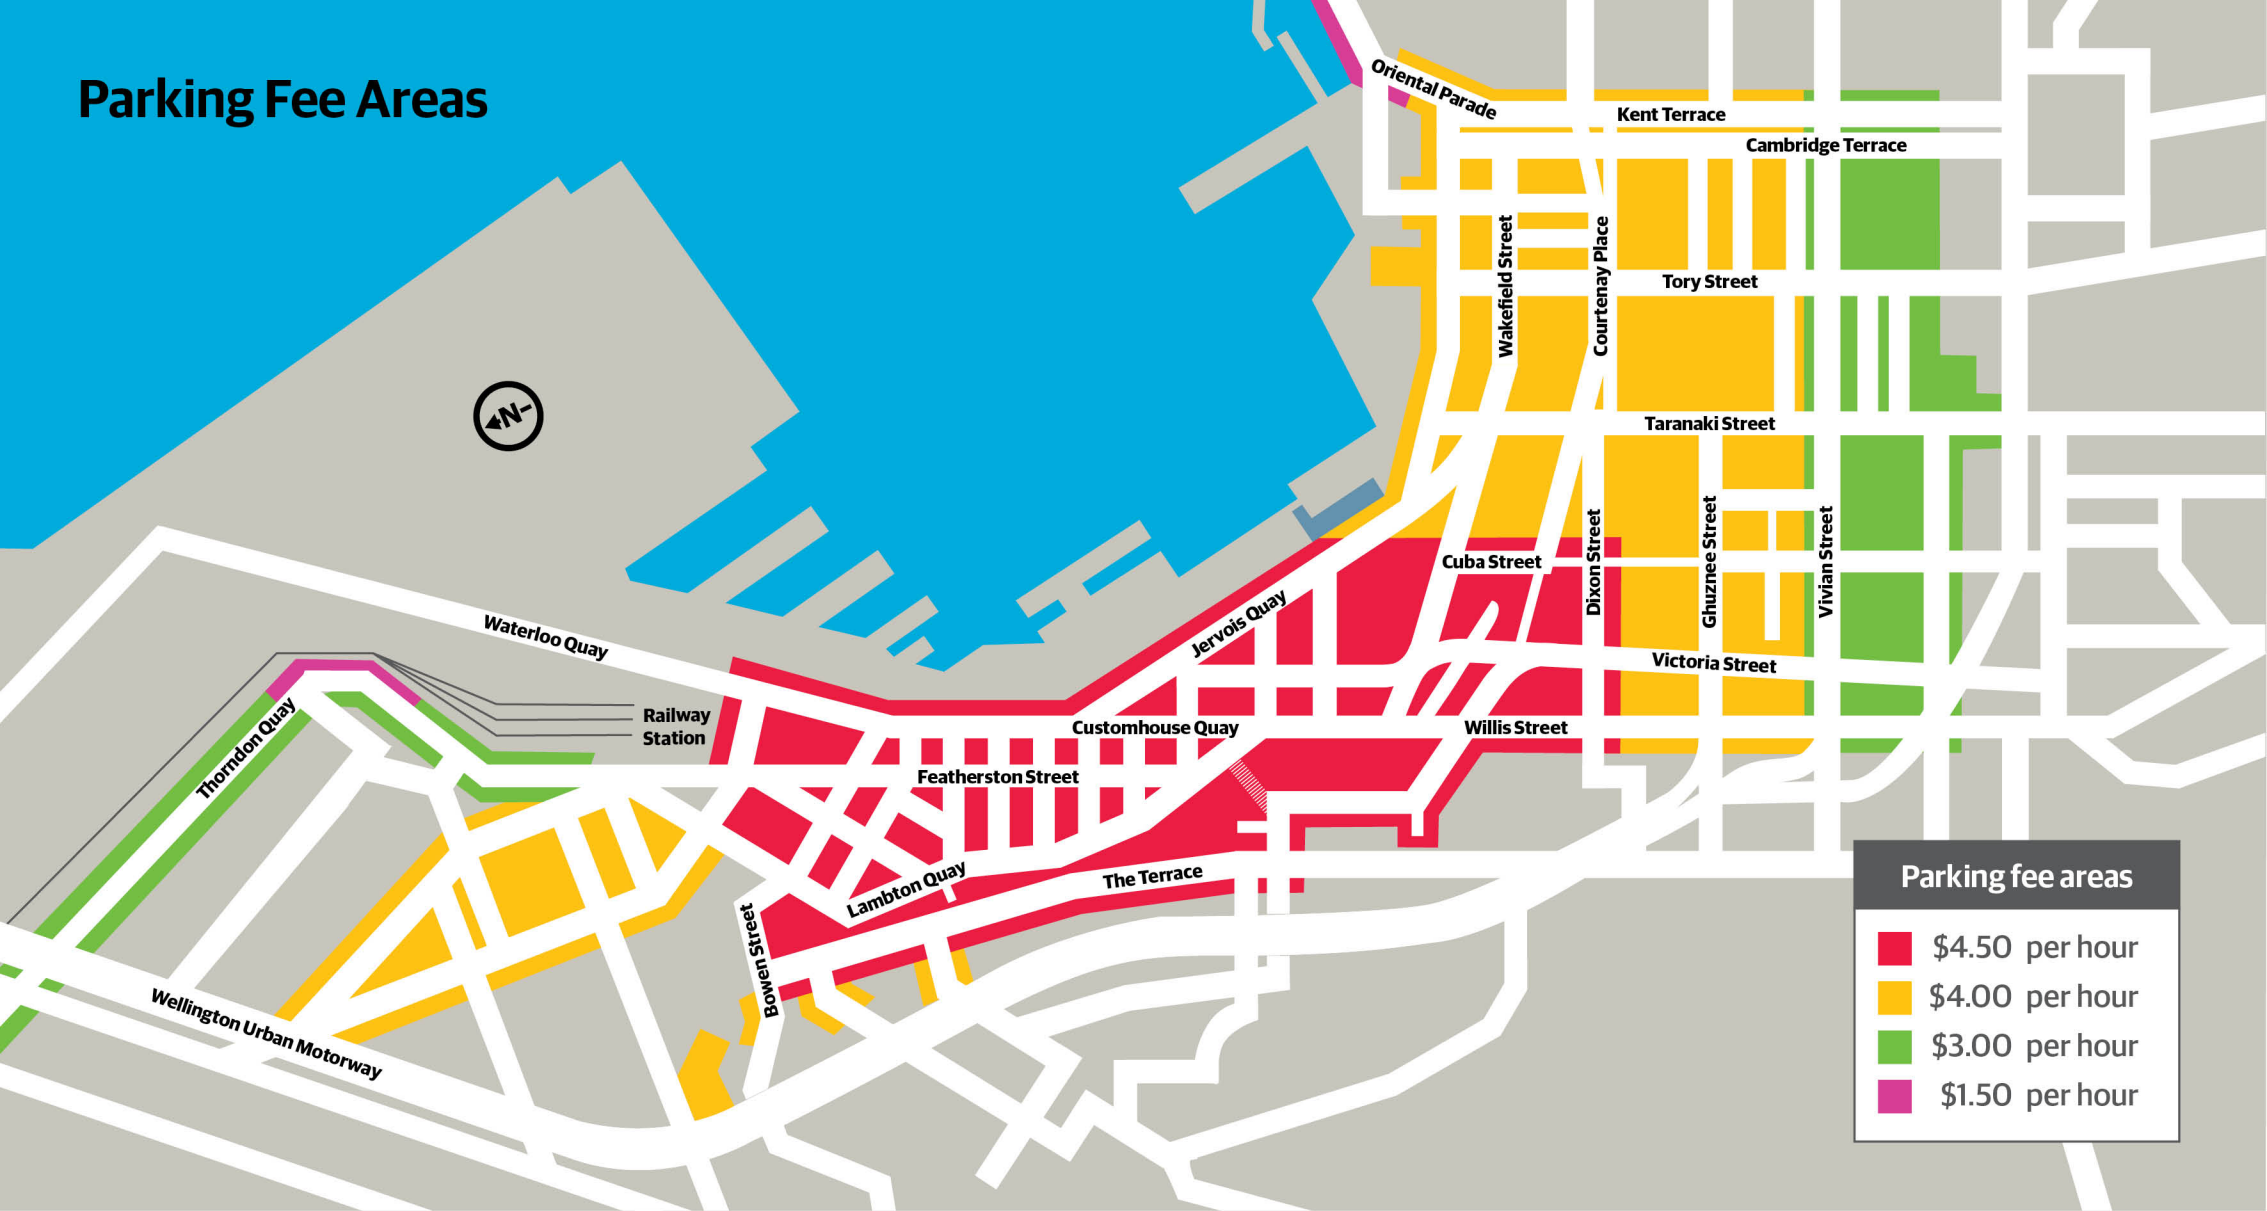 Parking Fee Areas
Oriental Parade
Kent Terrace
Cambridge Terrace
Wakefield Street
Courtenay Place
Tory Street
N
Taranaki Street
Cuba Street
Dixon Street
Ghuznee Street
Vivian Street
Jervois Quay
Waterloo Quay
Victoria Street
Railway
Station
Thorndon Quay
Customhouse Quay
Willis Street
Featherston Street
Lambton Quay
The Terrace
Bowen Street
Wellington Urban Motorway
Parking fee areas
$4.50 per hour
$4.00 per hour
$3.00 per hour
$1.50 per hour